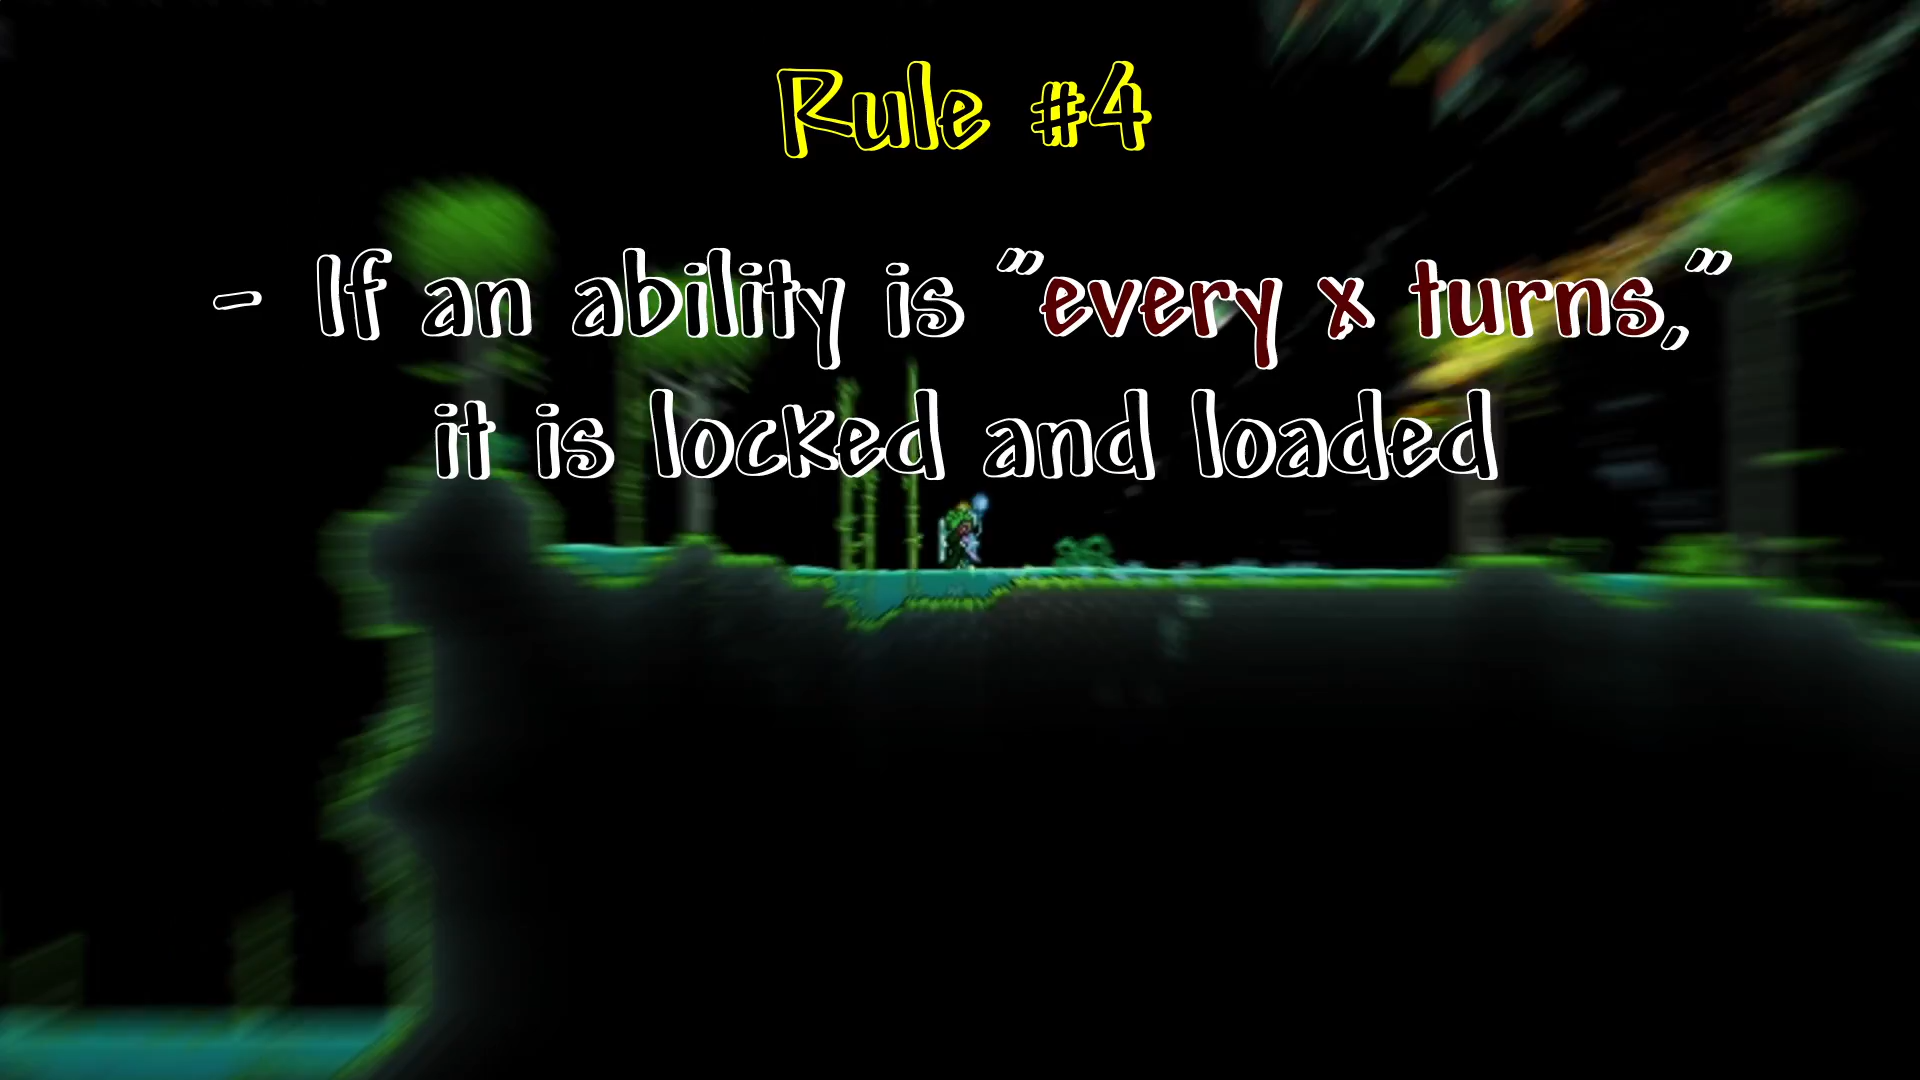 Rule #4
- If an ability is "every x turns,"
it is locked and loaded